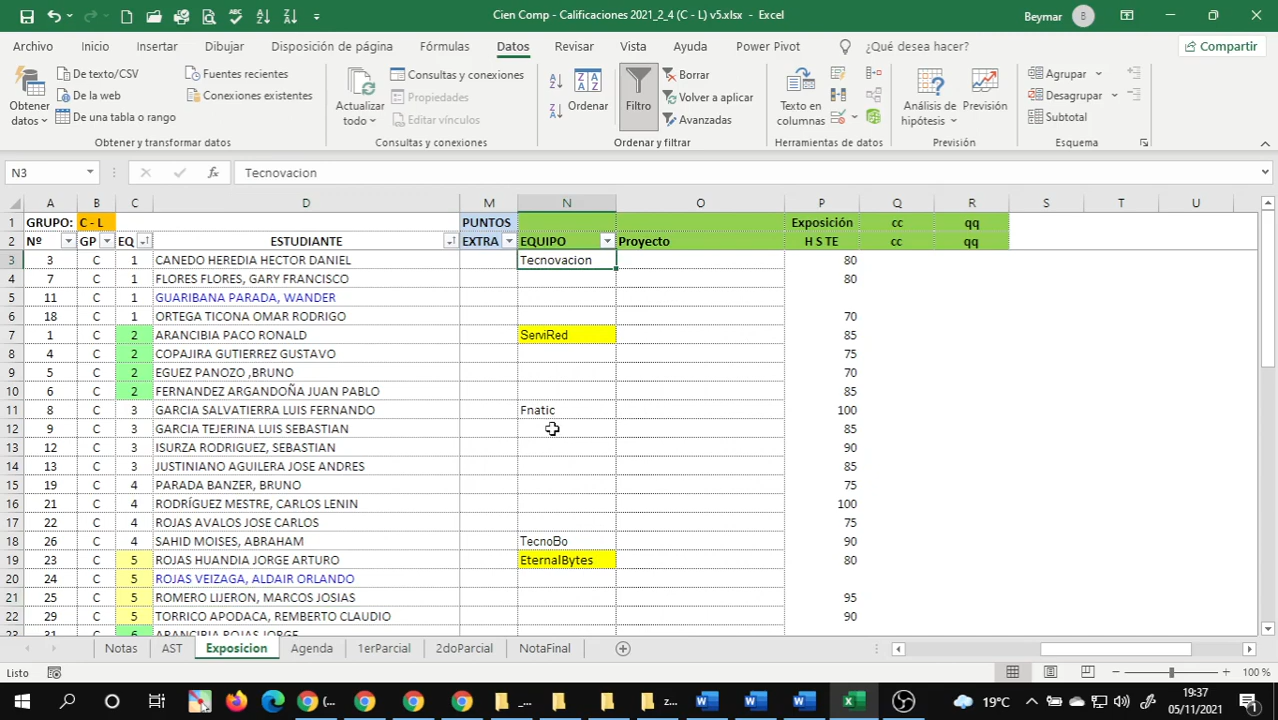 Cien Comp - Calificaciones 2021_2_4 (C - L) v5.xlsx - Excel
Beymar B
Archivo Inicio Insertar Dibujar Disposición de página Fórmulas Datos Revisar Vista Ayuda Power Pivot ¿Qué desea hacer? Compartir
De texto/CSV Fuentes recientes Consultas y conexiones Borrar Agrupar
Obtener datos De la web Conexiones existentes Actualizar todo Propiedades Ordenar Filtro Volver a aplicar Texto en columnas Análisis de hipótesis Previsión Desagrupar
De una tabla o rango Editar vínculos Avanzadas Subtotal
Obtener y transformar datos Consultas y conexiones Ordenar y filtrar Herramientas de datos Previsión Esquema
N3 fx Tecnovacion
A B C D M N O P Q R S T U
1 GRUPO: C - L PUNTOS Exposición cc qq
2 Nº GP EQ ESTUDIANTE EXTRA EQUIPO Proyecto H S TE cc qq
3 3 C 1 CANEDO HEREDIA HECTOR DANIEL Tecnovacion 80
4 7 C 1 FLORES FLORES, GARY FRANCISCO 80
5 11 C 1 GUARIBANA PARADA, WANDER
6 18 C 1 ORTEGA TICONA OMAR RODRIGO 70
7 1 C 2 ARANCIBIA PACO RONALD ServiRed 85
8 4 C 2 COPAJIRA GUTIERREZ GUSTAVO 75
9 5 C 2 EGUEZ PANOZO ,BRUNO 70
10 6 C 2 FERNANDEZ ARGANDOÑA JUAN PABLO 85
11 8 C 3 GARCIA SALVATIERRA LUIS FERNANDO Fnatic 100
12 9 C 3 GARCIA TEJERINA LUIS SEBASTIAN 85
13 12 C 3 ISURZA RODRIGUEZ, SEBASTIAN 90
14 13 C 3 JUSTINIANO AGUILERA JOSE ANDRES 85
15 19 C 4 PARADA BANZER, BRUNO 75
16 21 C 4 RODRÍGUEZ MESTRE, CARLOS LENIN 100
17 22 C 4 ROJAS AVALOS JOSE CARLOS 75
18 26 C 4 SAHID MOISES, ABRAHAM TecnoBo 90
19 23 C 5 ROJAS HUANDIA JORGE ARTURO EternalBytes 80
20 24 C 5 ROJAS VEIZAGA, ALDAIR ORLANDO
21 25 C 5 ROMERO LIJERON, MARCOS JOSIAS 95
22 29 C 5 TORRICO APODACA, REMBERTO CLAUDIO 90
23 31 C 6 ARANCIBIA ROJAS JORGE
Notas AST Exposicion Agenda 1erParcial 2doParcial NotaFinal
Listo 100 %
19°C 19:37
05/11/2021